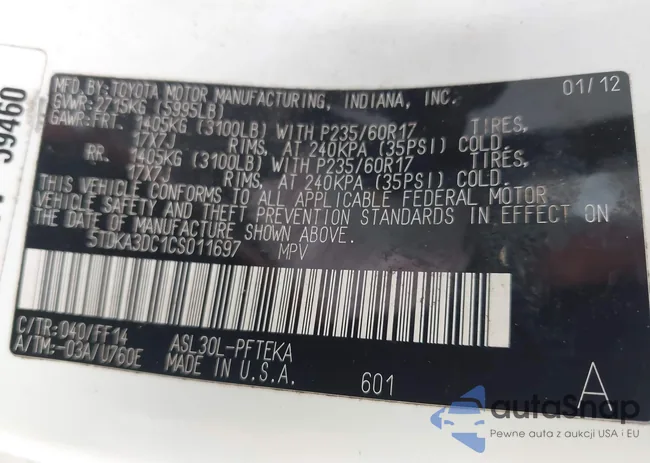 59460
MFD. BY: TOYOTA MOTOR MANUFACTURING, INDIANA, INC. 01/12
GVWR: 2715KG (5995LB)
GAWR: FRT. 1405KG (3100LB) WITH P235/60R17 TIRES,
17X7J RIMS, AT 240KPA (35PSI) COLD.
RR. 1405KG (3100LB) WITH P235/60R17 TIRES,
17X7J RIMS, AT 240KPA (35PSI) COLD.
THIS VEHICLE CONFORMS TO ALL APPLICABLE FEDERAL MOTOR
VEHICLE SAFETY AND THEFT PREVENTION STANDARDS IN EFFECT ON
THE DATE OF MANUFACTURE SHOWN ABOVE.
5TDKA3DC1CS011697 MPV
C/TR: 040/FF14 ASL30L-PFTEKA
A/TM: -03A/U760E MADE IN U.S.A. 601 A
autoSnap
Pewne auta z aukcji USA i EU